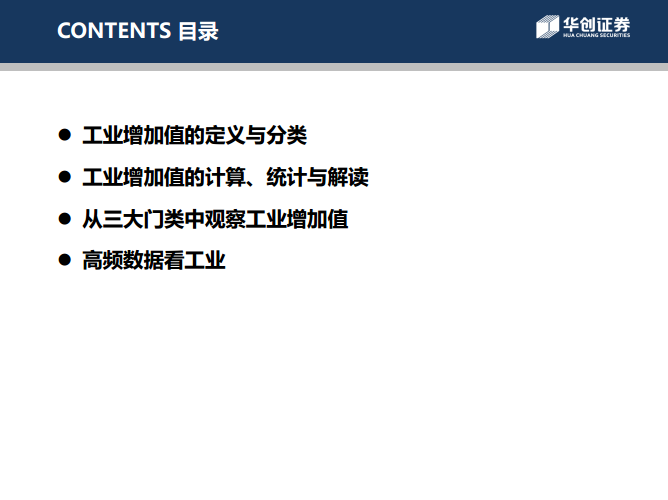 CONTENTS 目录
华创证券
HUA CHUANG SECURITIES
● 工业增加值的定义与分类
● 工业增加值的计算、统计与解读
● 从三大门类中观察工业增加值
● 高频数据看工业